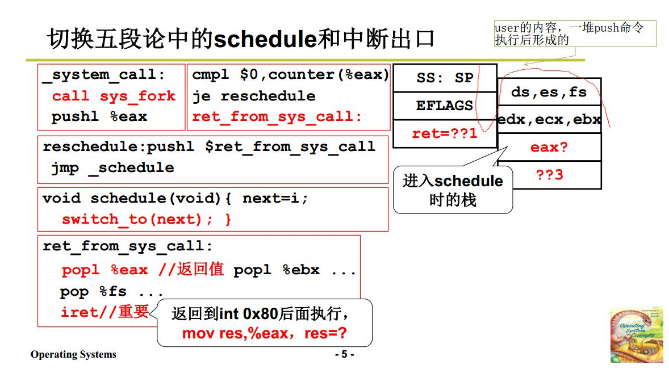 user的内容，一堆push命令
执行后形成的
切换五段论中的schedule和中断出口
_system_call:
call sys_fork
pushl %eax
cmpl $0,counter(%eax)
je reschedule
ret_from_sys_call:
SS: SP
EFLAGS
ret=??1
ds,es,fs
edx,ecx,ebx
eax?
??3
reschedule:pushl $ret_from_sys_call
jmp _schedule
进入schedule
时的栈
void schedule(void){ next=i;
switch_to(next); }
ret_from_sys_call:
popl %eax //返回值 popl %ebx ...
pop %fs ...
iret//重要
返回到int 0x80后面执行，
mov res,%eax，res=?
Operating Systems
- 5 -
Operating
System
Concepts